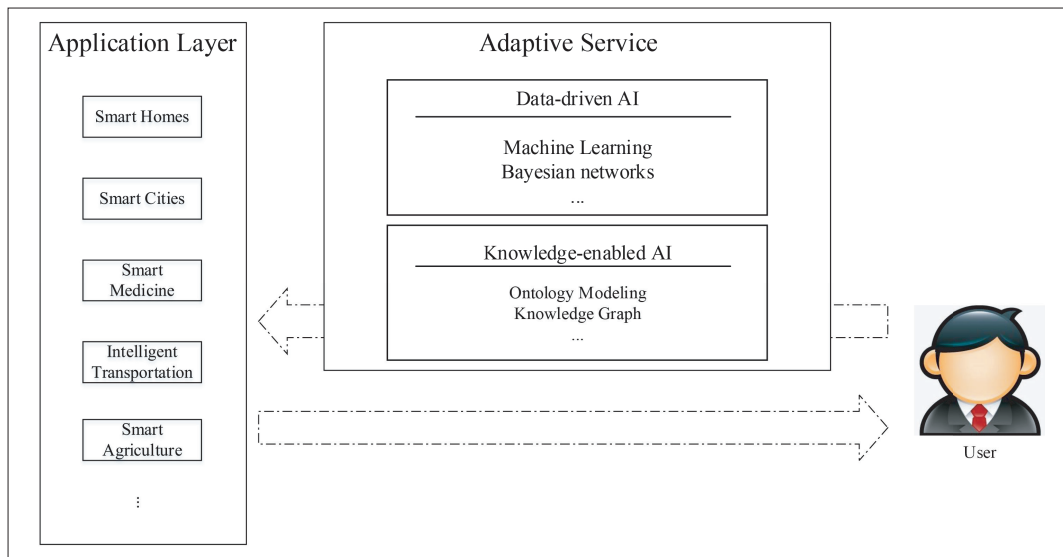 Application Layer
Smart Homes
Smart Cities
Smart
Medicine
Intelligent
Transportation
Smart
Agriculture
⋮
Adaptive Service
Data-driven AI
Machine Learning
Bayesian networks
...
Knowledge-enabled AI
Ontology Modeling
Knowledge Graph
...
User